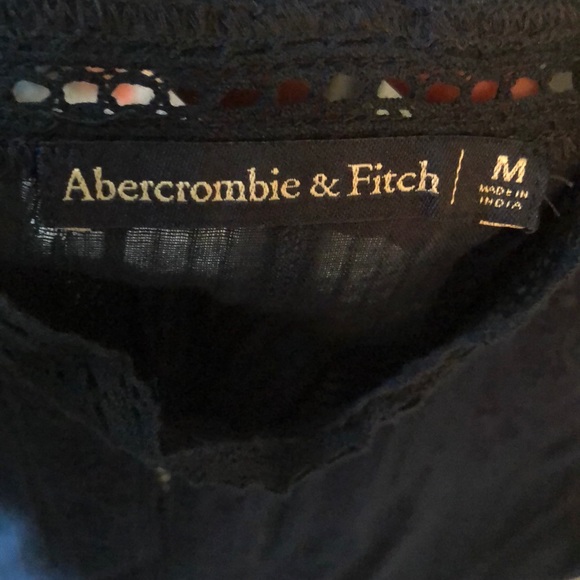 Abercrombie & Fitch | M
MADE IN
INDIA